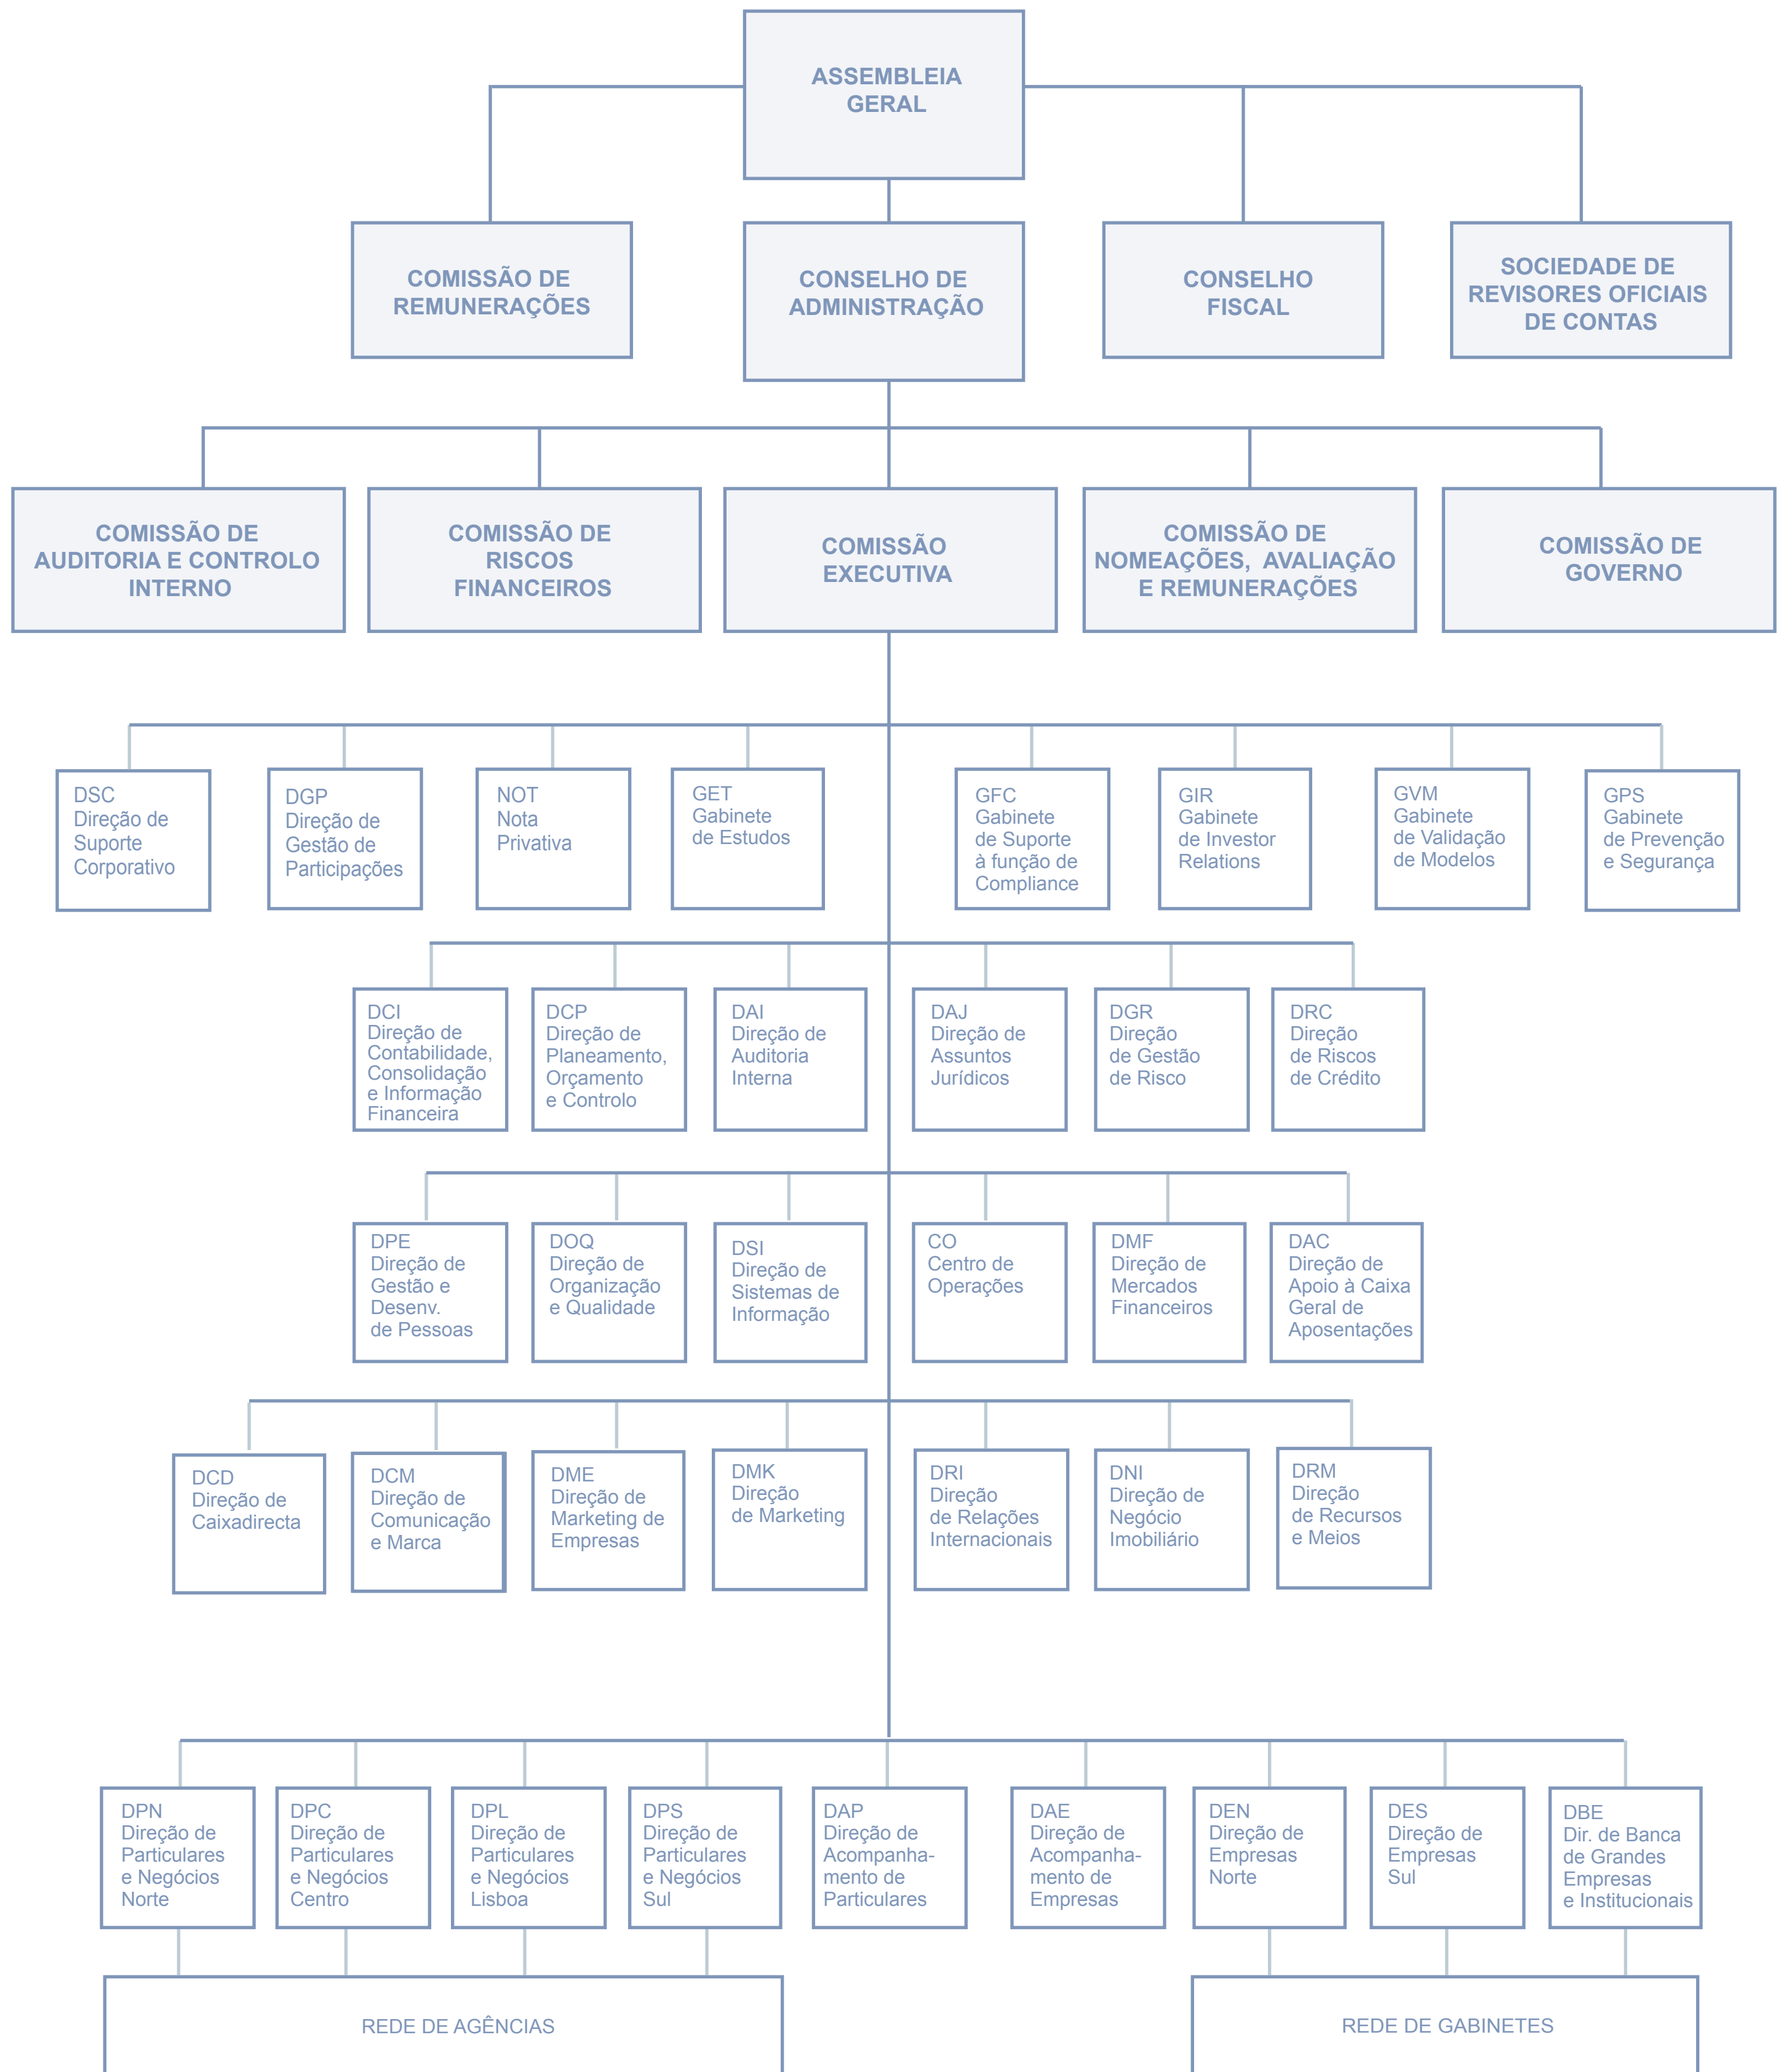 ASSEMBLEIA
GERAL
COMISSÃO DE
REMUNERAÇÕES
CONSELHO DE
ADMINISTRAÇÃO
CONSELHO
FISCAL
SOCIEDADE DE
REVISORES OFICIAIS
DE CONTAS
COMISSÃO DE
AUDITORIA E CONTROLO
INTERNO
COMISSÃO DE
RISCOS
FINANCEIROS
COMISSÃO
EXECUTIVA
COMISSÃO DE
NOMEAÇÕES, AVALIAÇÃO
E REMUNERAÇÕES
COMISSÃO DE
GOVERNO
DSC
Direção de
Suporte
Corporativo
DGP
Direção de
Gestão de
Participações
NOT
Nota
Privativa
GET
Gabinete
de Estudos
GFC
Gabinete
de Suporte
à função de
Compliance
GIR
Gabinete
de Investor
Relations
GVM
Gabinete
de Validação
de Modelos
GPS
Gabinete
de Prevenção
e Segurança
DCI
Direção de
Contabilidade,
Consolidação
e Informação
Financeira
DCP
Direção de
Planeamento,
Orçamento
e Controlo
DAI
Direção de
Auditoria
Interna
DAJ
Direção de
Assuntos
Jurídicos
DGR
Direção
de Gestão
de Risco
DRC
Direção
de Riscos
de Crédito
DPE
Direção de
Gestão e
Desenv.
de Pessoas
DOQ
Direção de
Organização
e Qualidade
DSI
Direção de
Sistemas de
Informação
CO
Centro de
Operações
DMF
Direção de
Mercados
Financeiros
DAC
Direção de
Apoio à Caixa
Geral de
Aposentações
DCD
Direção de
Caixadirecta
DCM
Direção de
Comunicação
e Marca
DME
Direção de
Marketing de
Empresas
DMK
Direção
de Marketing
DRI
Direção
de Relações
Internacionais
DNI
Direção de
Negócio
Imobiliário
DRM
Direção
de Recursos
e Meios
DPN
Direção de
Particulares
e Negócios
Norte
DPC
Direção de
Particulares
e Negócios
Centro
DPL
Direção de
Particulares
e Negócios
Lisboa
DPS
Direção de
Particulares
e Negócios
Sul
DAP
Direção de
Acompanha-
mento de
Particulares
DAE
Direção de
Acompanha-
mento de
Empresas
DEN
Direção de
Empresas
Norte
DES
Direção de
Empresas
Sul
DBE
Dir. de Banca
de Grandes
Empresas
e Institucionais
REDE DE AGÊNCIAS
REDE DE GABINETES